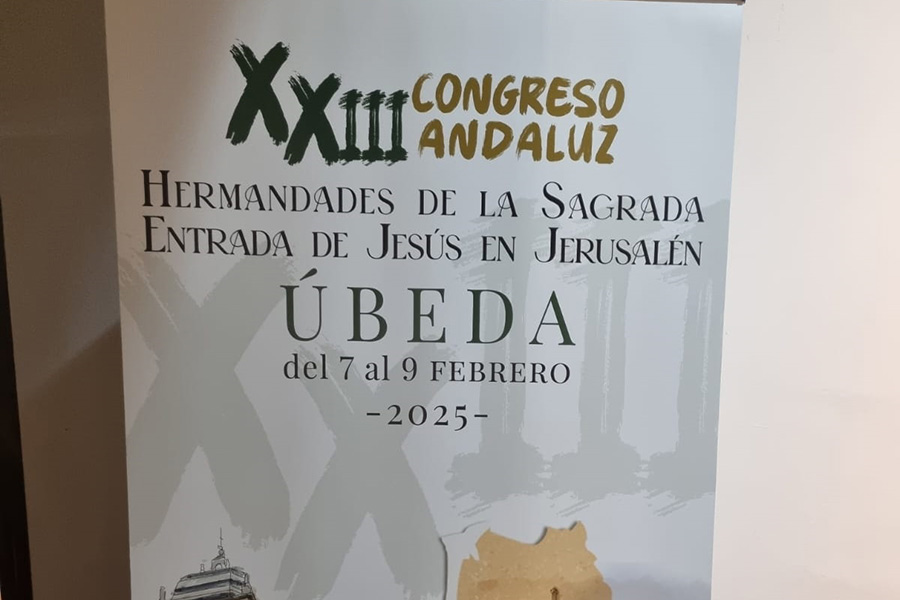 XXIII CONGRESO
ANDALUZ
HERMANDADES DE LA SAGRADA
ENTRADA DE JESÚS EN JERUSALÉN
ÚBEDA
del 7 al 9 FEBRERO
-2025-